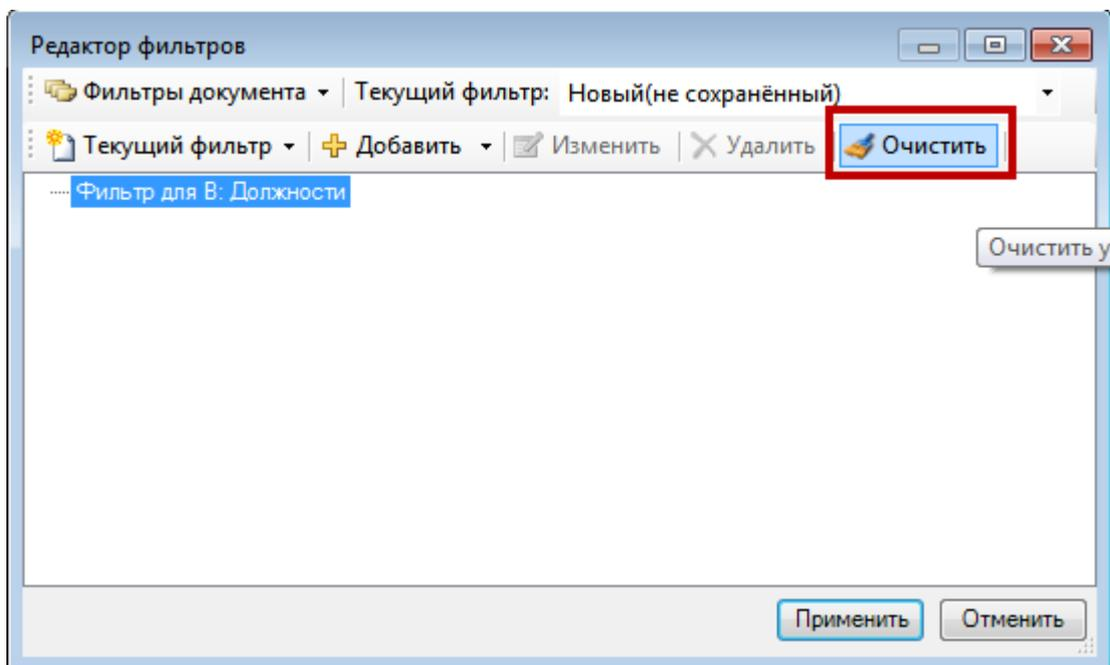 Редактор фильтров
Фильтры документа Текущий фильтр: Новый(не сохранённый)
Текущий фильтр Добавить Изменить Удалить Очистить
Фильтр для В: Должности
Очистить у
Применить Отменить